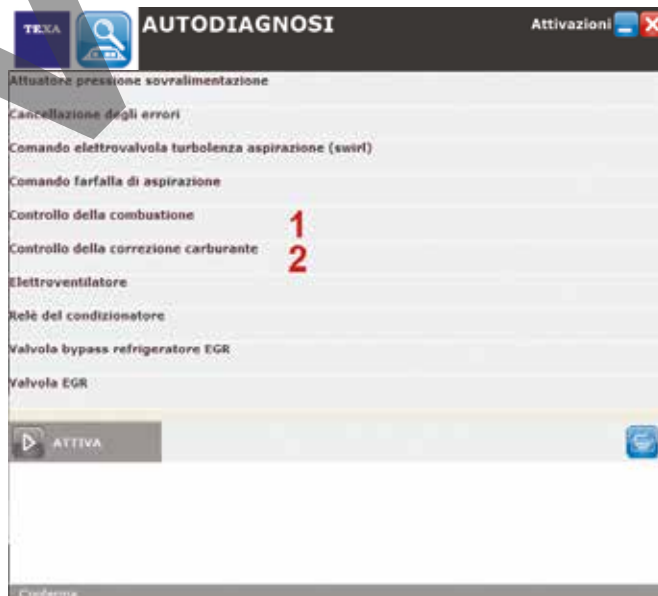 TEXA
AUTODIAGNOSI
Attivazioni
Attuatore pressione sovralimentazione
Cancellazione degli errori
Comando elettrovalvola turbolenza aspirazione (swirl)
Comando farfalla di aspirazione
Controllo della combustione
1
Controllo della correzione carburante
2
Elettroventilatore
Relè del condizionatore
Valvola bypass refrigeratore EGR
Valvola EGR
ATTIVA
Conferma